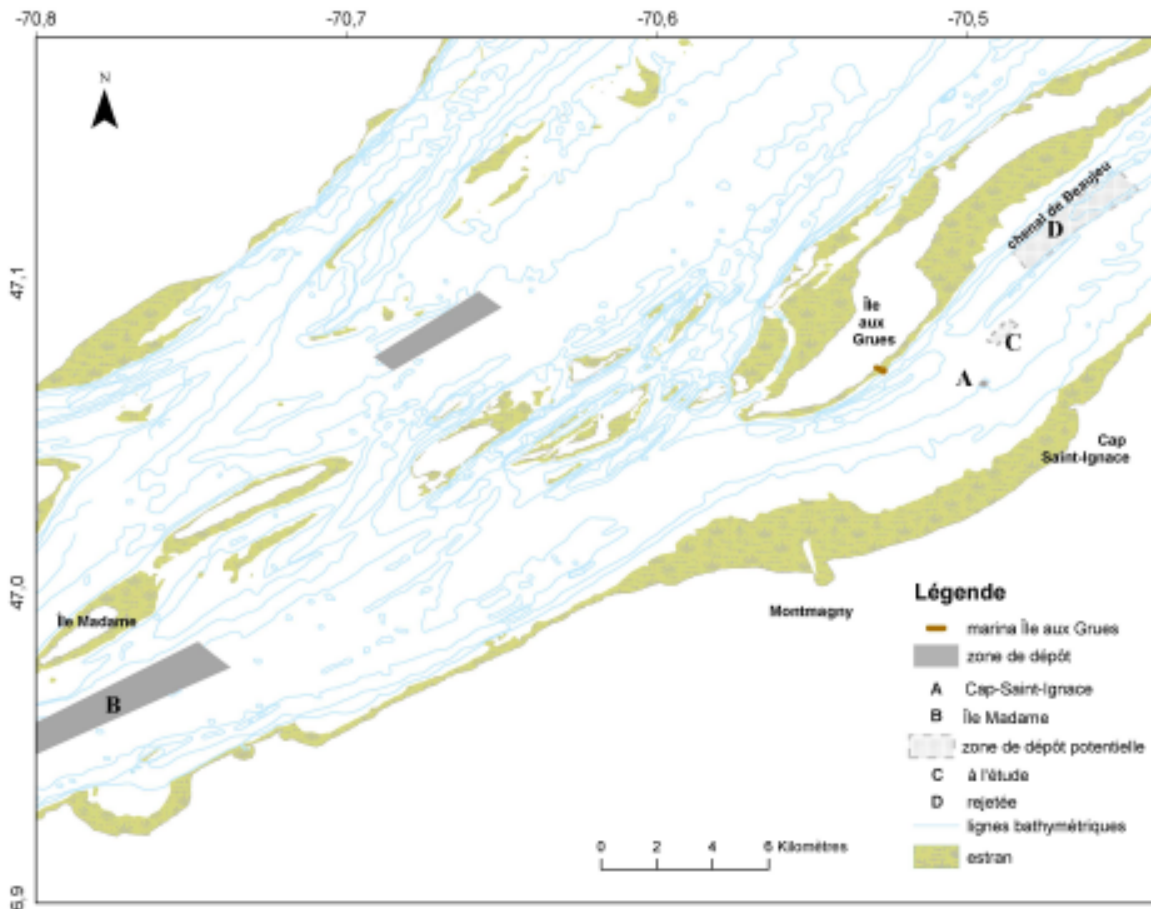 -70,8 -70,7 -70,6 -70,5
N
47,1
47,0
6,9
chenal de Beaujeu
D
C
A
Île
aux
Grues
Cap
Saint-Ignace
Île Madame
B
Montmagny
Légende
marina Île aux Grues
zone de dépôt
A Cap-Saint-Ignace
B Île Madame
zone de dépôt potentielle
C à l'étude
D rejetée
lignes bathymétriques
estran
0 2 4 6 Kilomètres